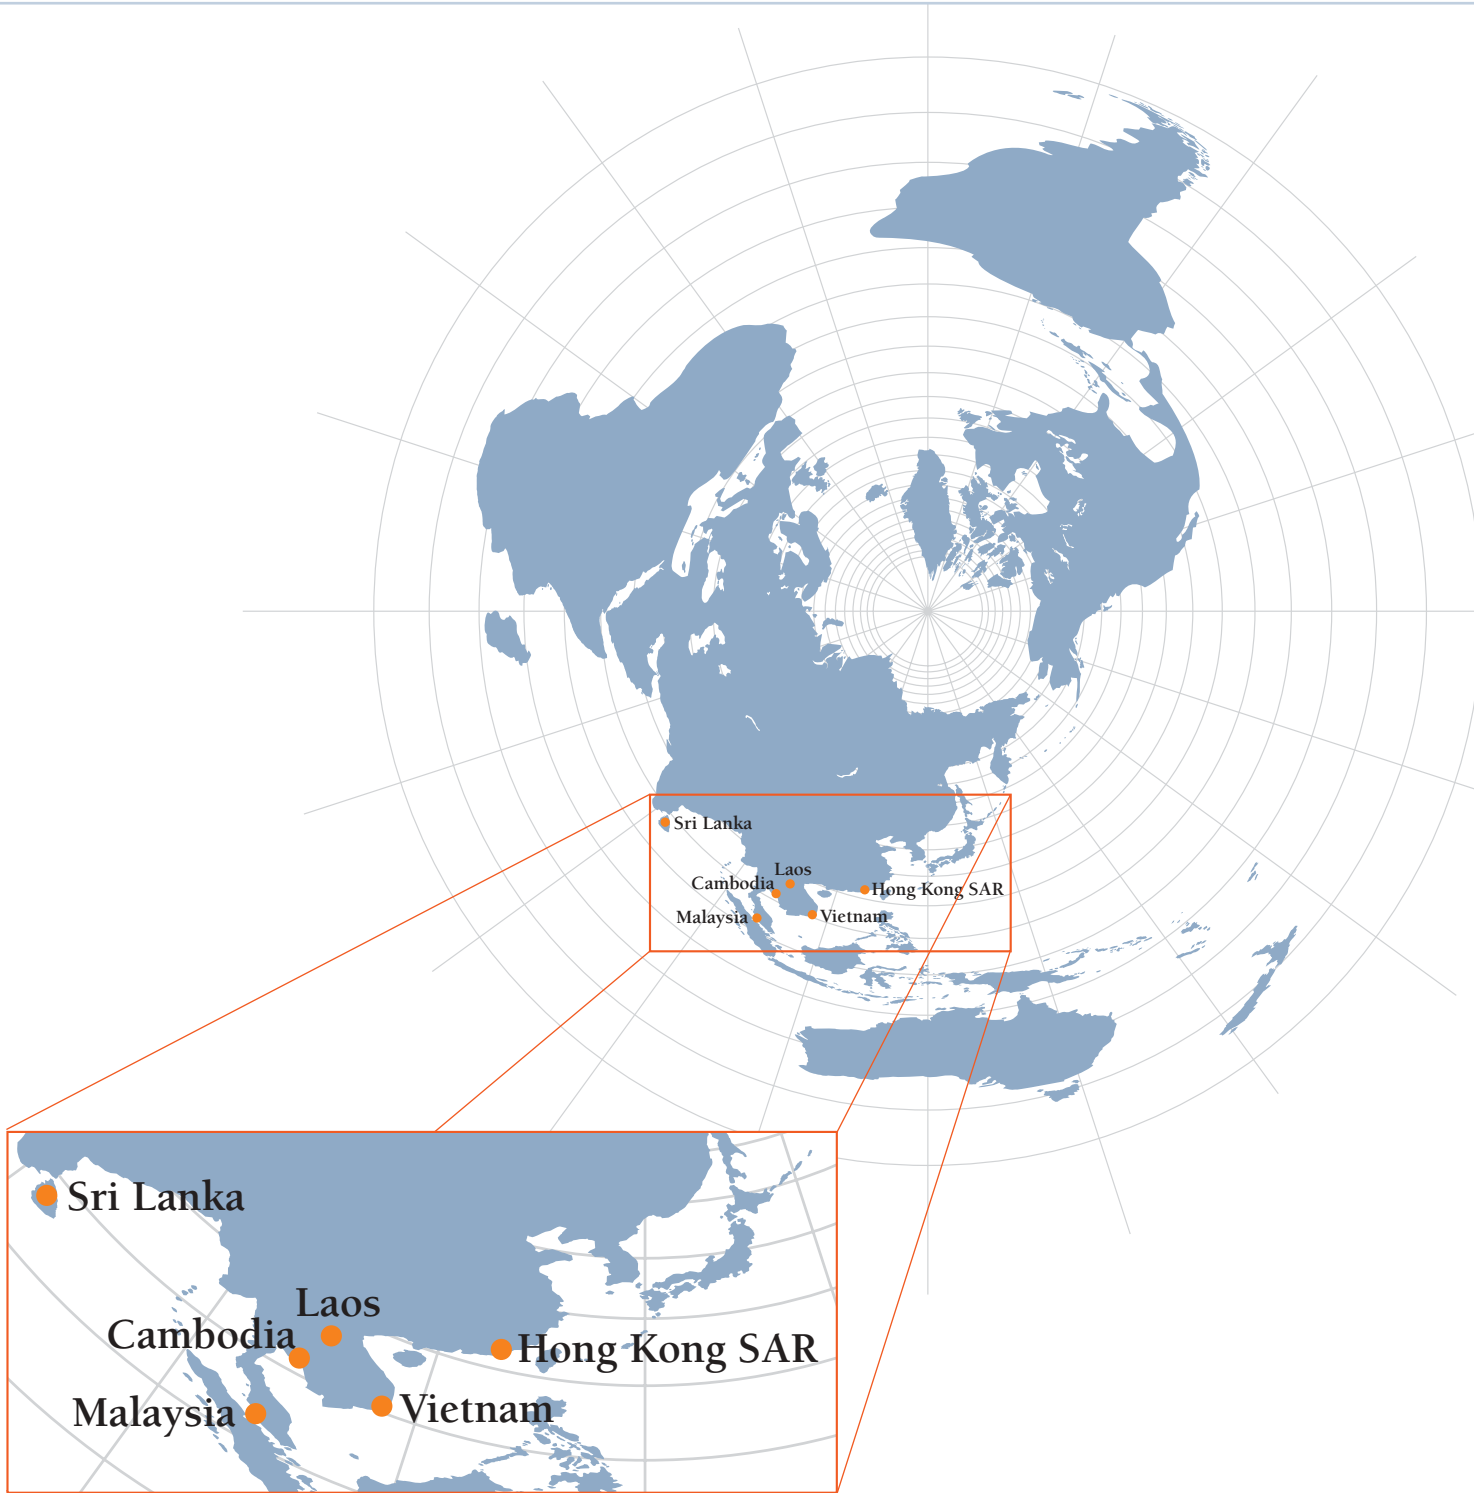 Sri Lanka
Laos
Cambodia
Hong Kong SAR
Malaysia
Vietnam
Sri Lanka
Laos
Cambodia
Hong Kong SAR
Malaysia
Vietnam